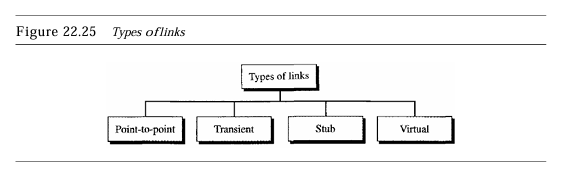 Figure 22.25 Types of links
Types of links
Point-to-point Transient Stub Virtual